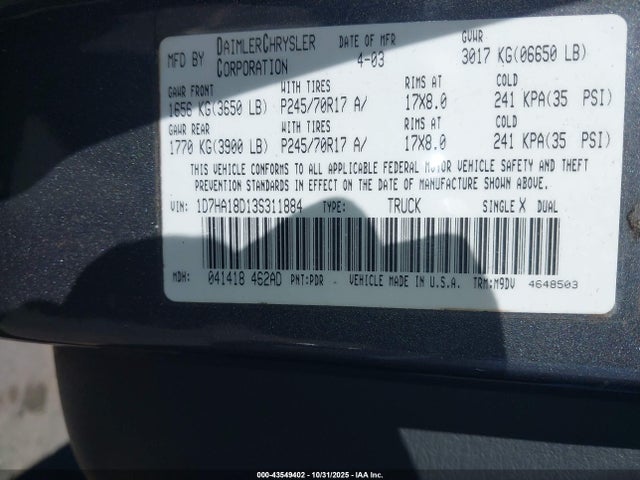 MFD BY DAIMLERCHRYSLER CORPORATION DATE OF MFR 4-03 GVWR 3017 KG(06650 LB)
GAWR FRONT WITH TIRES RIMS AT COLD
1656 KG(3650 LB) P245/70R17 A/ 17X8.0 241 KPA(35 PSI)
GAWR REAR WITH TIRES RIMS AT COLD
1770 KG(3900 LB) P245/70R17 A/ 17X8.0 241 KPA(35 PSI)
THIS VEHICLE CONFORMS TO ALL APPLICABLE FEDERAL MOTOR VEHICLE SAFETY AND THEFT
PREVENTION STANDARDS IN EFFECT ON THE DATE OF MANUFACTURE SHOWN ABOVE.
VIN: 1D7HA18D13S311884 TYPE: TRUCK SINGLE X DUAL
MDH: 041418 462AD PNT:PDR VEHICLE MADE IN U.S.A. TRM:M9DV 4648503
000-43549402 | 10/31/2025 | IAA Inc.